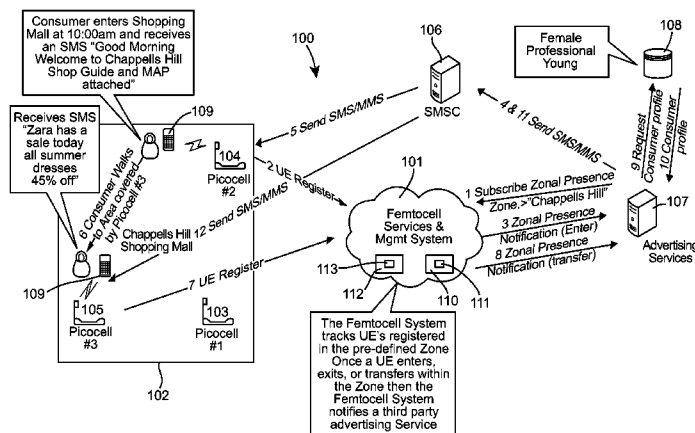 Consumer enters Shopping
Mall at 10:00am and receives
an SMS “Good Morning
Welcome to Chappells Hill
Shop Guide and MAP
attached”
100
106
SMSC
Female
Professional
Young
108
Receives SMS
“Zara has a
sale today
all summer
dresses
45% off”
109
104
Picocell
#2
5 Send SMS/MMS
4 & 11 Send SMS/MMS
9 Request
Consumer profile
10 Consumer
profile
6 Consumer Walks
to Area covered
by Picocell #3
2 UE Register
12 Send SMS/MMS
Chappells Hill
Shopping Mall
101
Femtocell
Services &
Mgmt System
113
112
110
111
1 Subscribe Zonal Presence
Zone.>"Chappells Hill"
3 Zonal Presence
Notification (Enter)
8 Zonal Presence
Notification (transfer)
107
Advertising
Services
109
7 UE Register
105
Picocell
#3
103
Picocell
#1
102
The Femtocell System
tracks UE's registered
in the pre-defined Zone
Once a UE enters,
exits, or transfers within
the Zone then the
Femtocell System
notifies a third party
advertising Service